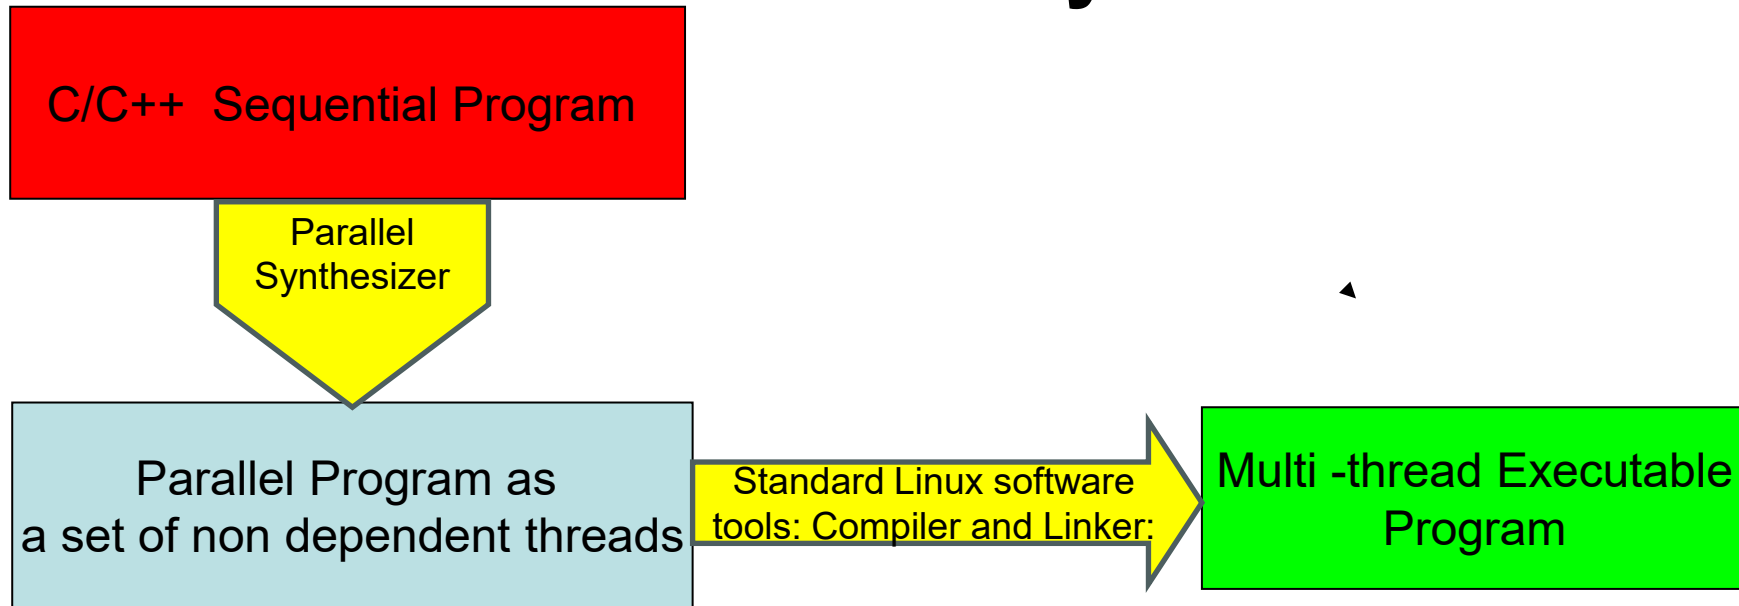 C/C++ Sequential Program
Parallel
Synthesizer
Parallel Program as
a set of non dependent threads
Standard Linux software
tools: Compiler and Linker:
Multi -thread Executable
Program